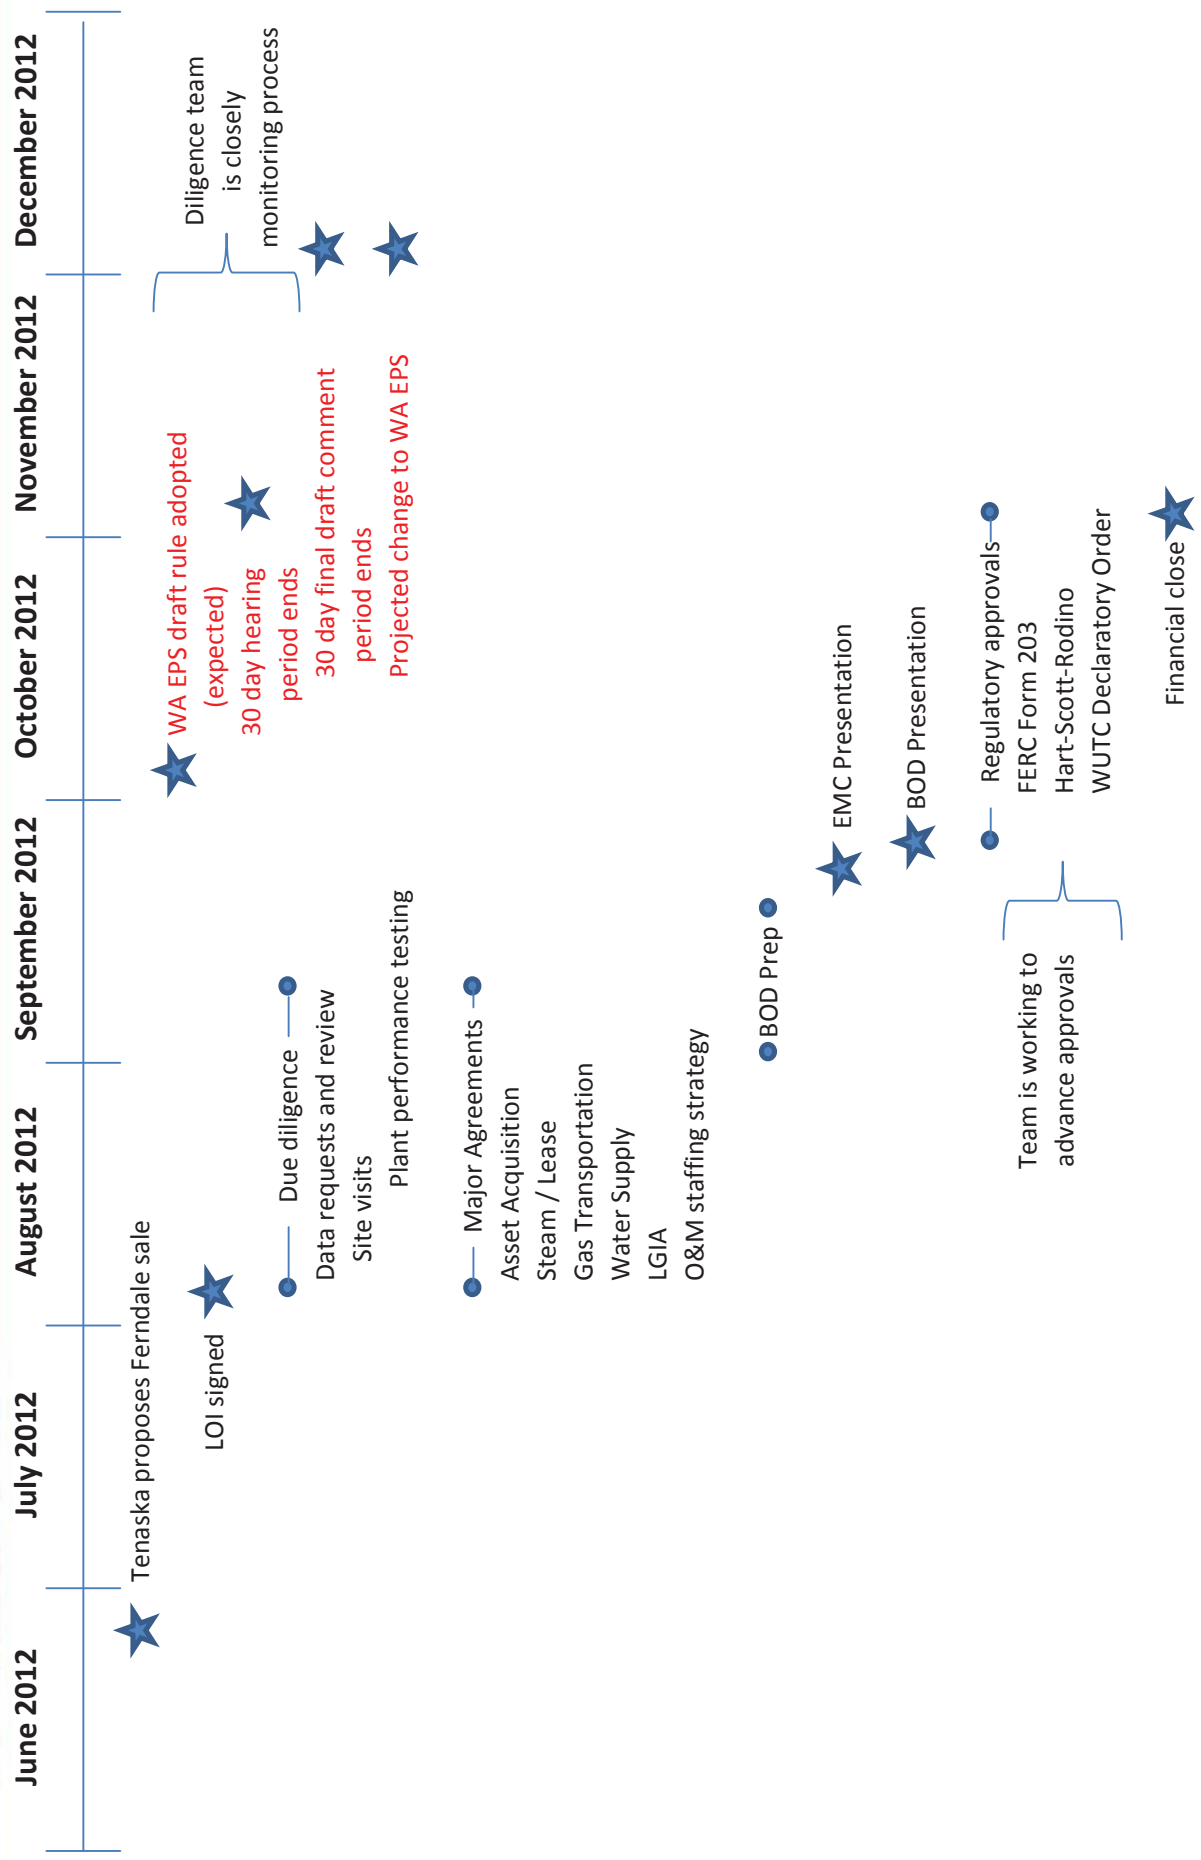 June 2012
July 2012
August 2012
September 2012
October 2012
November 2012
December 2012
Tenaska proposes Ferndale sale
LOI signed
Due diligence
Data requests and review
Site visits
Plant performance testing
Major Agreements
Asset Acquisition
Steam / Lease
Gas Transportation
Water Supply
LGIA
O&M staffing strategy
WA EPS draft rule adopted
(expected)
30 day hearing
period ends
30 day final draft comment
period ends
Projected change to WA EPS
Diligence team
is closely
monitoring process
BOD Prep
EMC Presentation
BOD Presentation
Regulatory approvals
FERC Form 203
Hart-Scott-Rodino
WUTC Declaratory Order
Team is working to
advance approvals
Financial close